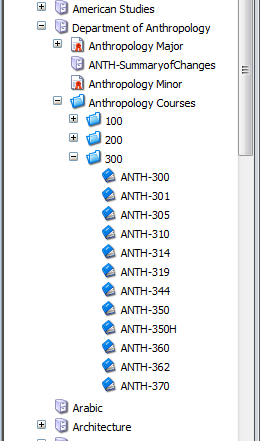 American Studies
Department of Anthropology
Anthropology Major
ANTH-SummaryofChanges
Anthropology Minor
Anthropology Courses
100
200
300
ANTH-300
ANTH-301
ANTH-305
ANTH-310
ANTH-314
ANTH-319
ANTH-344
ANTH-350
ANTH-350H
ANTH-360
ANTH-362
ANTH-370
Arabic
Architecture